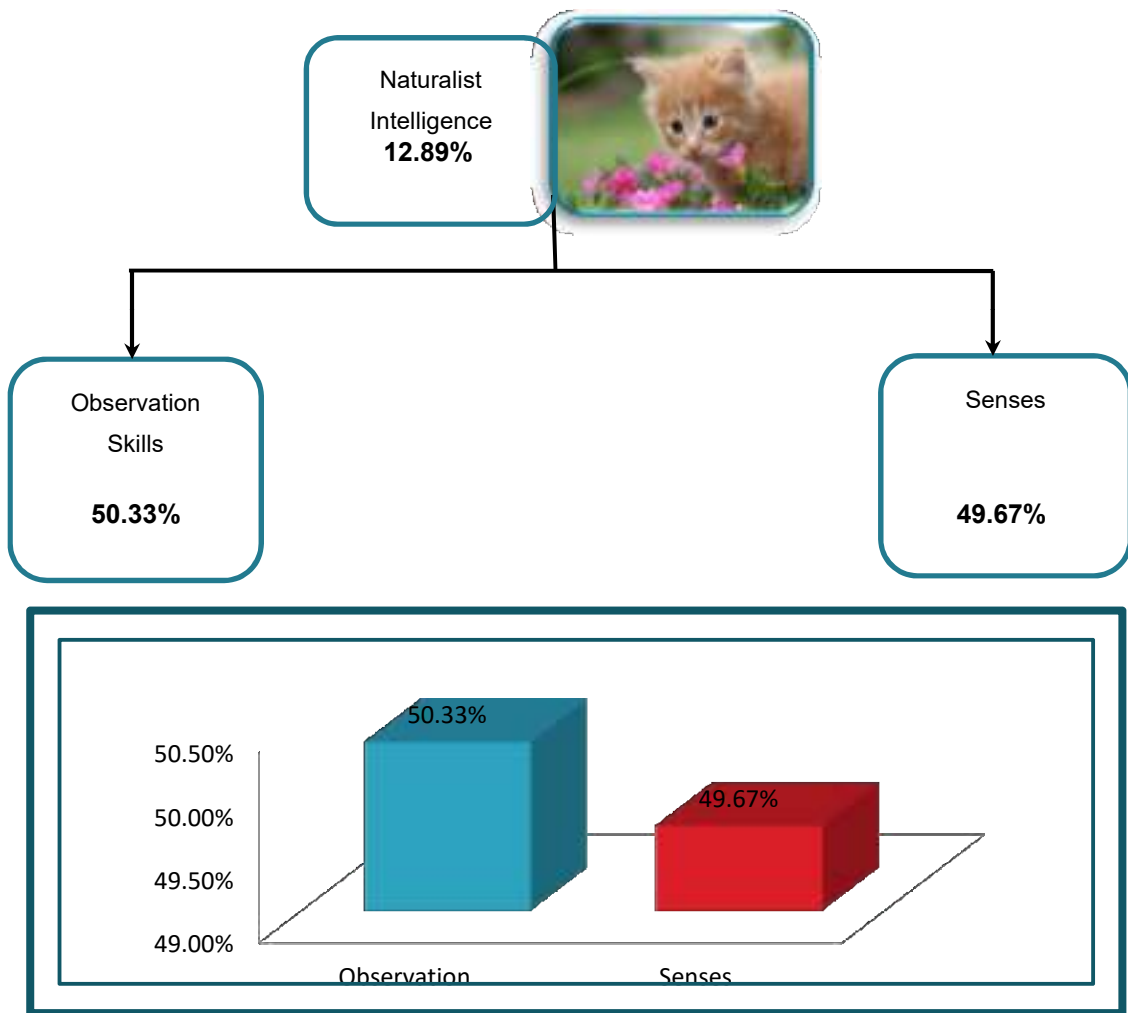 Naturalist
Intelligence
12.89%
Observation
Skills
50.33%
Senses
49.67%
50.33%
49.67%
50.50%
50.00%
49.50%
49.00%
Observation
Senses